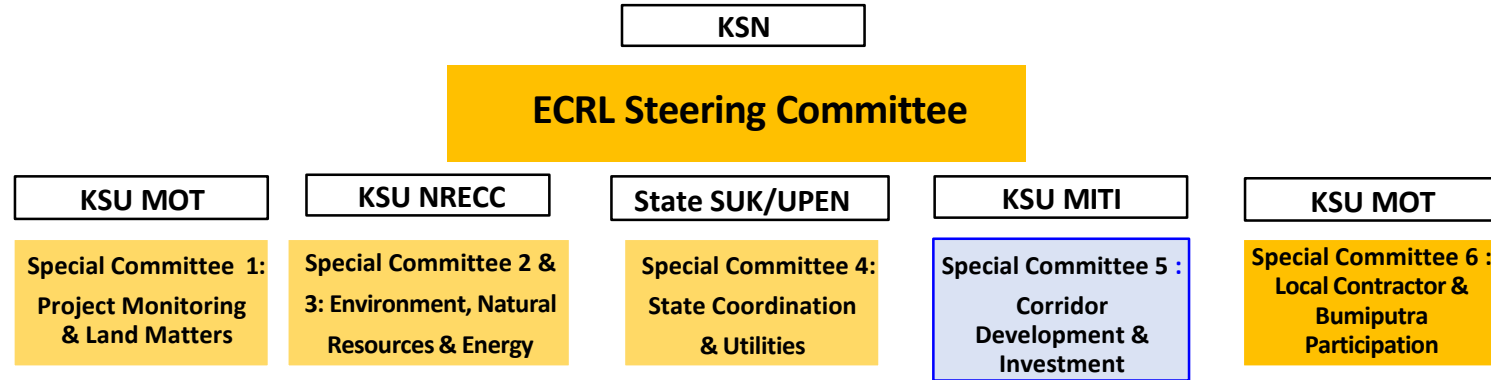 KSN
ECRL Steering Committee
KSU MOT
Special Committee 1:
Project Monitoring
& Land Matters
KSU NRECC
Special Committee 2 &
3: Environment, Natural
Resources & Energy
State SUK/UPEN
Special Committee 4:
State Coordination
& Utilities
KSU MITI
Special Committee 5 :
Corridor
Development &
Investment
KSU MOT
Special Committee 6 :
Local Contractor &
Bumiputra
Participation